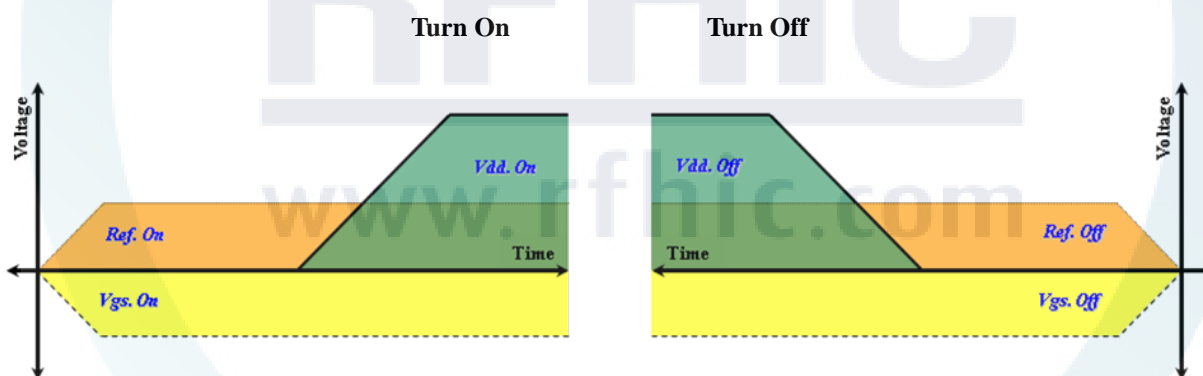 RFHIC
Turn On
Turn Off
Voltage
Voltage
Vdd. On
Vdd. Off
www.rfhic.com
Ref. On
Ref. Off
Time
Time
Vgs. On
Vgs. Off